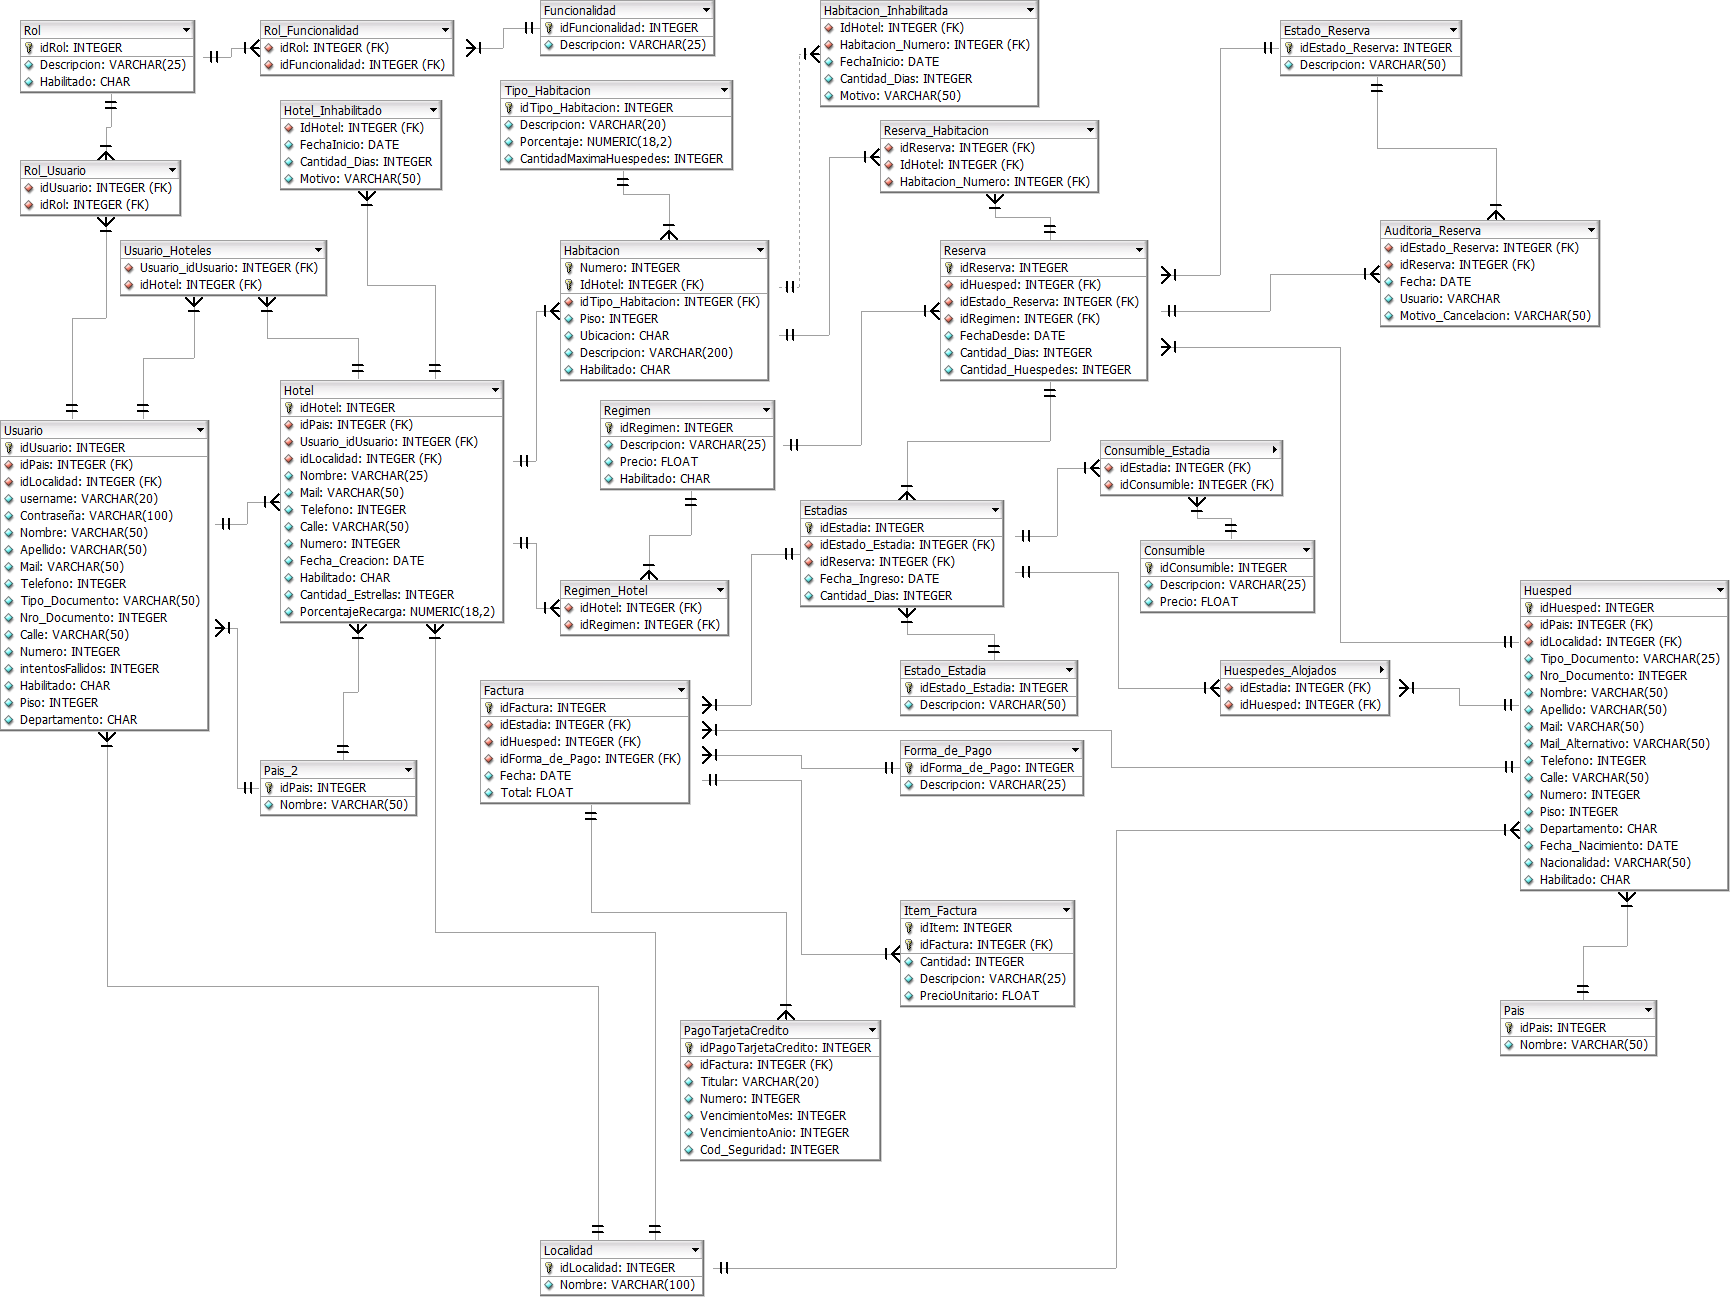 Rol
idRol: INTEGER
Descripcion: VARCHAR(25)
Habilitado: CHAR
Rol_Funcionalidad
idRol: INTEGER (FK)
idFuncionalidad: INTEGER (FK)
Funcionalidad
idFuncionalidad: INTEGER
Descripcion: VARCHAR(25)
Habitacion_Inhabilitada
IdHotel: INTEGER (FK)
Habitacion_Numero: INTEGER (FK)
FechaInicio: DATE
Cantidad_Dias: INTEGER
Motivo: VARCHAR(50)
Estado_Reserva
idEstado_Reserva: INTEGER
Descripcion: VARCHAR(50)
Hotel_Inhabilitado
IdHotel: INTEGER (FK)
FechaInicio: DATE
Cantidad_Dias: INTEGER
Motivo: VARCHAR(50)
Tipo_Habitacion
idTipo_Habitacion: INTEGER
Descripcion: VARCHAR(20)
Porcentaje: NUMERIC(18,2)
CantidadMaximaHuespedes: INTEGER
Reserva_Habitacion
idReserva: INTEGER (FK)
IdHotel: INTEGER (FK)
Habitacion_Numero: INTEGER (FK)
Rol_Usuario
idUsuario: INTEGER (FK)
idRol: INTEGER (FK)
Usuario_Hoteles
Usuario_idUsuario: INTEGER (FK)
idHotel: INTEGER (FK)
Habitacion
Numero: INTEGER
IdHotel: INTEGER (FK)
idTipo_Habitacion: INTEGER (FK)
Piso: INTEGER
Ubicacion: CHAR
Descripcion: VARCHAR(200)
Habilitado: CHAR
Reserva
idReserva: INTEGER
idHuesped: INTEGER (FK)
idEstado_Reserva: INTEGER (FK)
idRegimen: INTEGER (FK)
FechaDesde: DATE
Cantidad_Dias: INTEGER
Cantidad_Huespedes: INTEGER
Auditoria_Reserva
idEstado_Reserva: INTEGER (FK)
idReserva: INTEGER (FK)
Fecha: DATE
Usuario: VARCHAR
Motivo_Cancelacion: VARCHAR(50)
Usuario
idUsuario: INTEGER
idPais: INTEGER (FK)
idLocalidad: INTEGER (FK)
username: VARCHAR(20)
Contraseña: VARCHAR(100)
Nombre: VARCHAR(50)
Apellido: VARCHAR(50)
Mail: VARCHAR(50)
Telefono: INTEGER
Tipo_Documento: VARCHAR(50)
Nro_Documento: INTEGER
Calle: VARCHAR(50)
Numero: INTEGER
intentosFallidos: INTEGER
Habilitado: CHAR
Piso: INTEGER
Departamento: CHAR
Hotel
idHotel: INTEGER
idPais: INTEGER (FK)
Usuario_idUsuario: INTEGER (FK)
idLocalidad: INTEGER (FK)
Nombre: VARCHAR(25)
Mail: VARCHAR(50)
Telefono: INTEGER
Calle: VARCHAR(50)
Numero: INTEGER
Fecha_Creacion: DATE
Habilitado: CHAR
Cantidad_Estrellas: INTEGER
PorcentajeRecarga: NUMERIC(18,2)
Regimen
idRegimen: INTEGER
Descripcion: VARCHAR(25)
Precio: FLOAT
Habilitado: CHAR
Estadias
idEstadia: INTEGER
idEstado_Estadia: INTEGER (FK)
idReserva: INTEGER (FK)
Fecha_Ingreso: DATE
Cantidad_Dias: INTEGER
Consumible_Estadia
idEstadia: INTEGER (FK)
idConsumible: INTEGER (FK)
Consumible
idConsumible: INTEGER
Descripcion: VARCHAR(25)
Precio: FLOAT
Regimen_Hotel
idHotel: INTEGER (FK)
idRegimen: INTEGER (FK)
Huesped
idHuesped: INTEGER
idPais: INTEGER (FK)
idLocalidad: INTEGER (FK)
Tipo_Documento: VARCHAR(25)
Nro_Documento: INTEGER
Nombre: VARCHAR(50)
Apellido: VARCHAR(50)
Mail: VARCHAR(50)
Mail_Alternativo: VARCHAR(50)
Telefono: INTEGER
Calle: VARCHAR(50)
Numero: INTEGER
Piso: INTEGER
Departamento: CHAR
Fecha_Nacimiento: DATE
Nacionalidad: VARCHAR(50)
Habilitado: CHAR
Estado_Estadia
idEstado_Estadia: INTEGER
Descripcion: VARCHAR(50)
Huespedes_Alojados
idEstadia: INTEGER (FK)
idHuesped: INTEGER (FK)
Factura
idFactura: INTEGER
idEstadia: INTEGER (FK)
idHuesped: INTEGER (FK)
idForma_de_Pago: INTEGER (FK)
Fecha: DATE
Total: FLOAT
Forma_de_Pago
idForma_de_Pago: INTEGER
Descripcion: VARCHAR(25)
Pais_2
idPais: INTEGER
Nombre: VARCHAR(50)
Item_Factura
idItem: INTEGER
idFactura: INTEGER (FK)
Cantidad: INTEGER
Descripcion: VARCHAR(25)
PrecioUnitario: FLOAT
Pais
idPais: INTEGER
Nombre: VARCHAR(50)
PagoTarjetaCredito
idPagoTarjetaCredito: INTEGER
idFactura: INTEGER (FK)
Titular: VARCHAR(20)
Numero: INTEGER
VencimientoMes: INTEGER
VencimientoAnio: INTEGER
Cod_Seguridad: INTEGER
Localidad
idLocalidad: INTEGER
Nombre: VARCHAR(100)